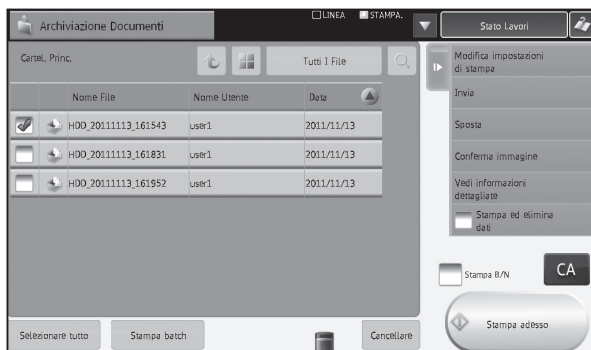 Archiviazione Documenti
LINEA
STAMPA.
Stato Lavori
Cartel. Princ.
Tutti I File
Nome File
Nome Utente
Data
HDD_20111113_161543
user1
2011/11/13
HDD_20111113_161831
user1
2011/11/13
HDD_20111113_161952
user1
2011/11/13
Selezionare tutto
Stampa batch
Cancellare
Modifica impostazioni
di stampa
Invia
Sposta
Conferma immagine
Vedi informazioni
dettagliate
Stampa ed elimina
dati
Stampa B/N
CA
Stampa adesso